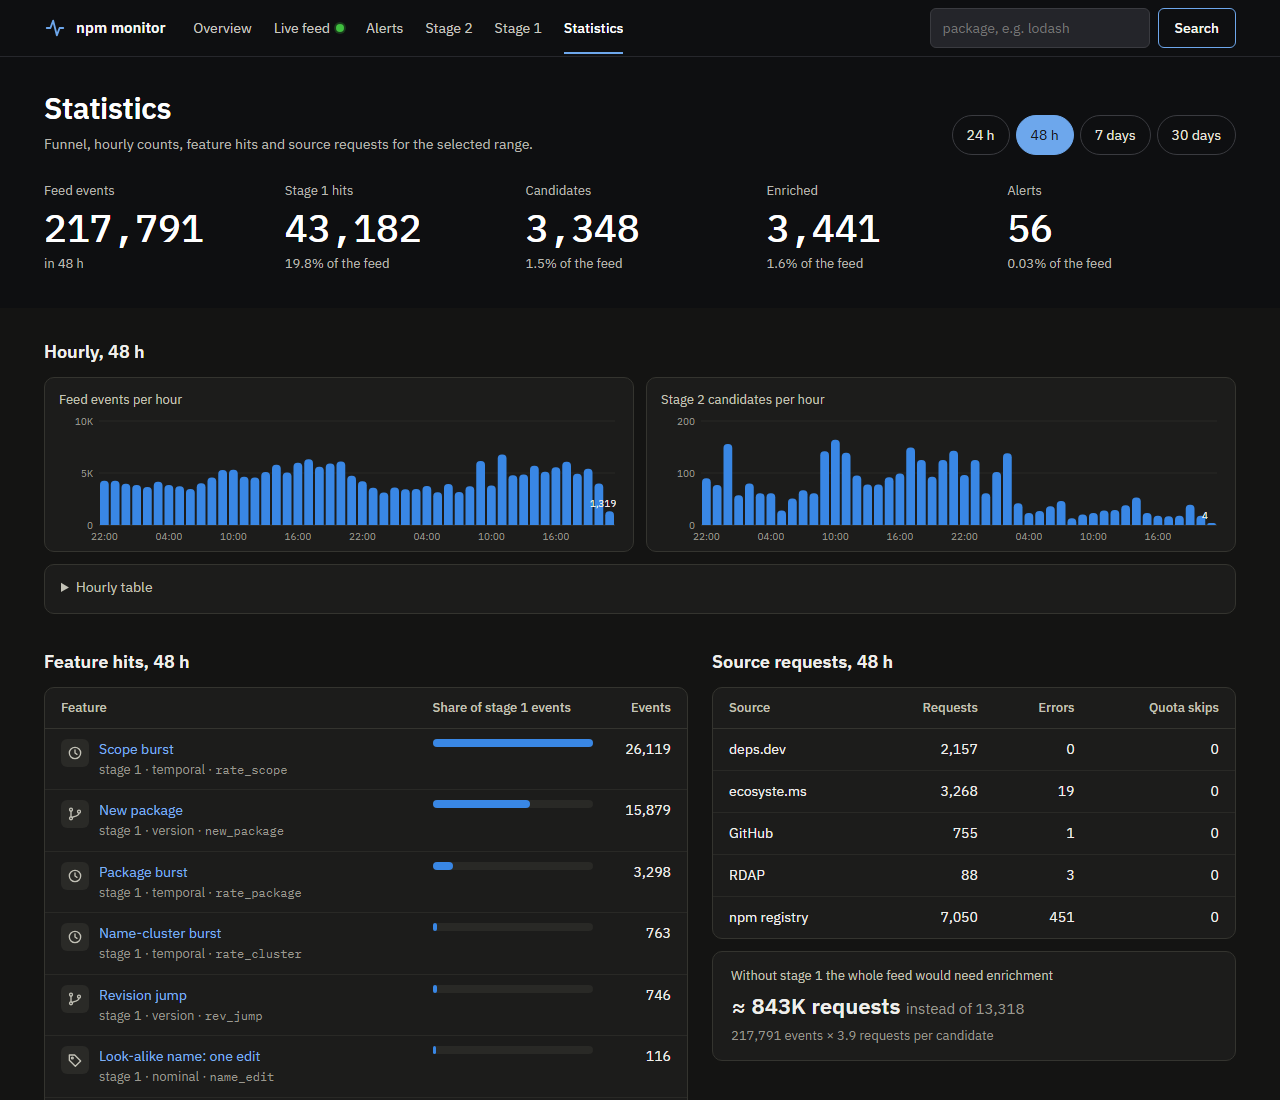 npm monitor Overview Live feed Alerts Stage 2 Stage 1 Statistics package, e.g. lodash Search
Statistics
Funnel, hourly counts, feature hits and source requests for the selected range.
24 h 48 h 7 days 30 days
Feed events Stage 1 hits Candidates Enriched Alerts
217,791 43,182 3,348 3,441 56
in 48 h 19.8% of the feed 1.5% of the feed 1.6% of the feed 0.03% of the feed
Hourly, 48 h
Feed events per hour
10K
5K
1,319
0
22:00 04:00 10:00 16:00 22:00 04:00 10:00 16:00
Stage 2 candidates per hour
200
100
4
0
22:00 04:00 10:00 16:00 22:00 04:00 10:00 16:00
Hourly table
Feature hits, 48 h
Feature Share of stage 1 events Events
Scope burst 26,119
stage 1 · temporal · rate_scope
New package 15,879
stage 1 · version · new_package
Package burst 3,298
stage 1 · temporal · rate_package
Name-cluster burst 763
stage 1 · temporal · rate_cluster
Revision jump 746
stage 1 · version · rev_jump
Look-alike name: one edit 116
stage 1 · nominal · name_edit
Source requests, 48 h
Source Requests Errors Quota skips
deps.dev 2,157 0 0
ecosyste.ms 3,268 19 0
GitHub 755 1 0
RDAP 88 3 0
npm registry 7,050 451 0
Without stage 1 the whole feed would need enrichment
≈ 843K requests instead of 13,318
217,791 events × 3.9 requests per candidate